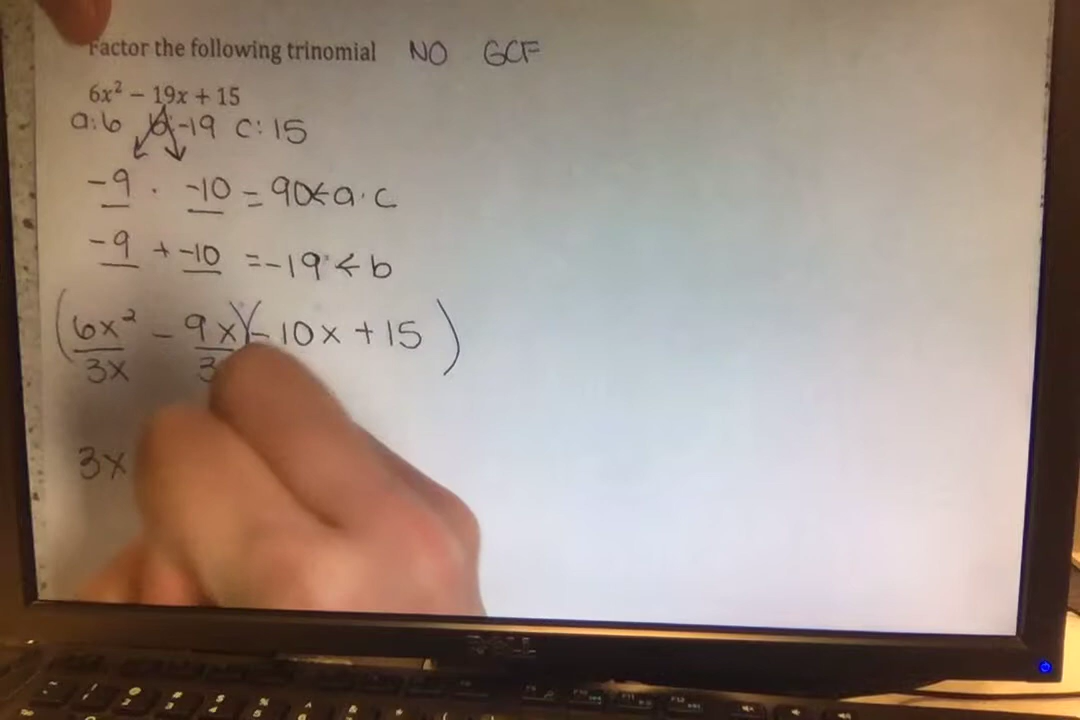 Factor the following trinomial NO GCF
6x² − 19x + 15
a:6 b:-19 c:15
-9 · -10 = 90 < a·c
-9 + -10 = -19 < b
(6x² - 9x)(-10x + 15)
3x 3
3x